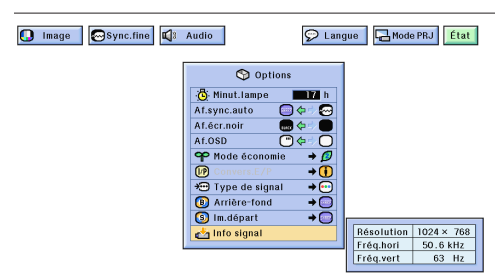 Image Sync.fine Audio Langue Mode PRJ État
Options
Minut.lampe 17 h
Af.sync.auto
Af.écr.noir
Af.OSD
Mode économie
I/P
Type de signal
B Arrière-fond
S Im.départ
Info signal
Résolution 1024 × 768
Fréq.hori 50.6 kHz
Fréq.vert 63 Hz